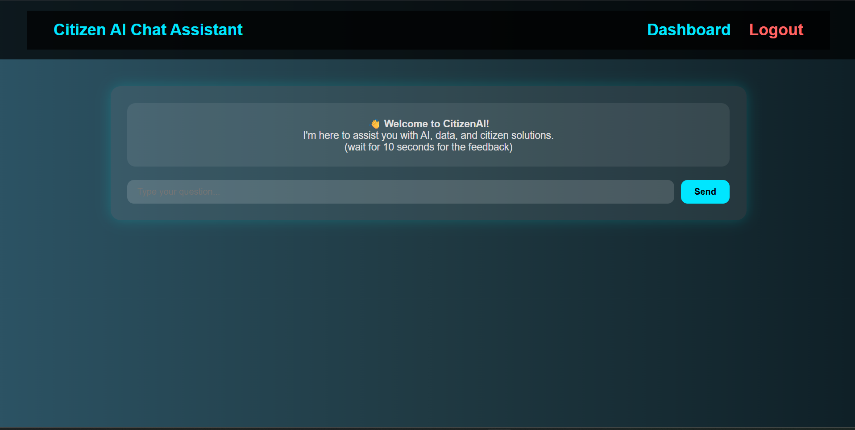 Citizen AI Chat Assistant
Dashboard Logout
👋 Welcome to CitizenAI!
I'm here to assist you with AI, data, and citizen solutions.
(wait for 10 seconds for the feedback)
Type your question...
Send